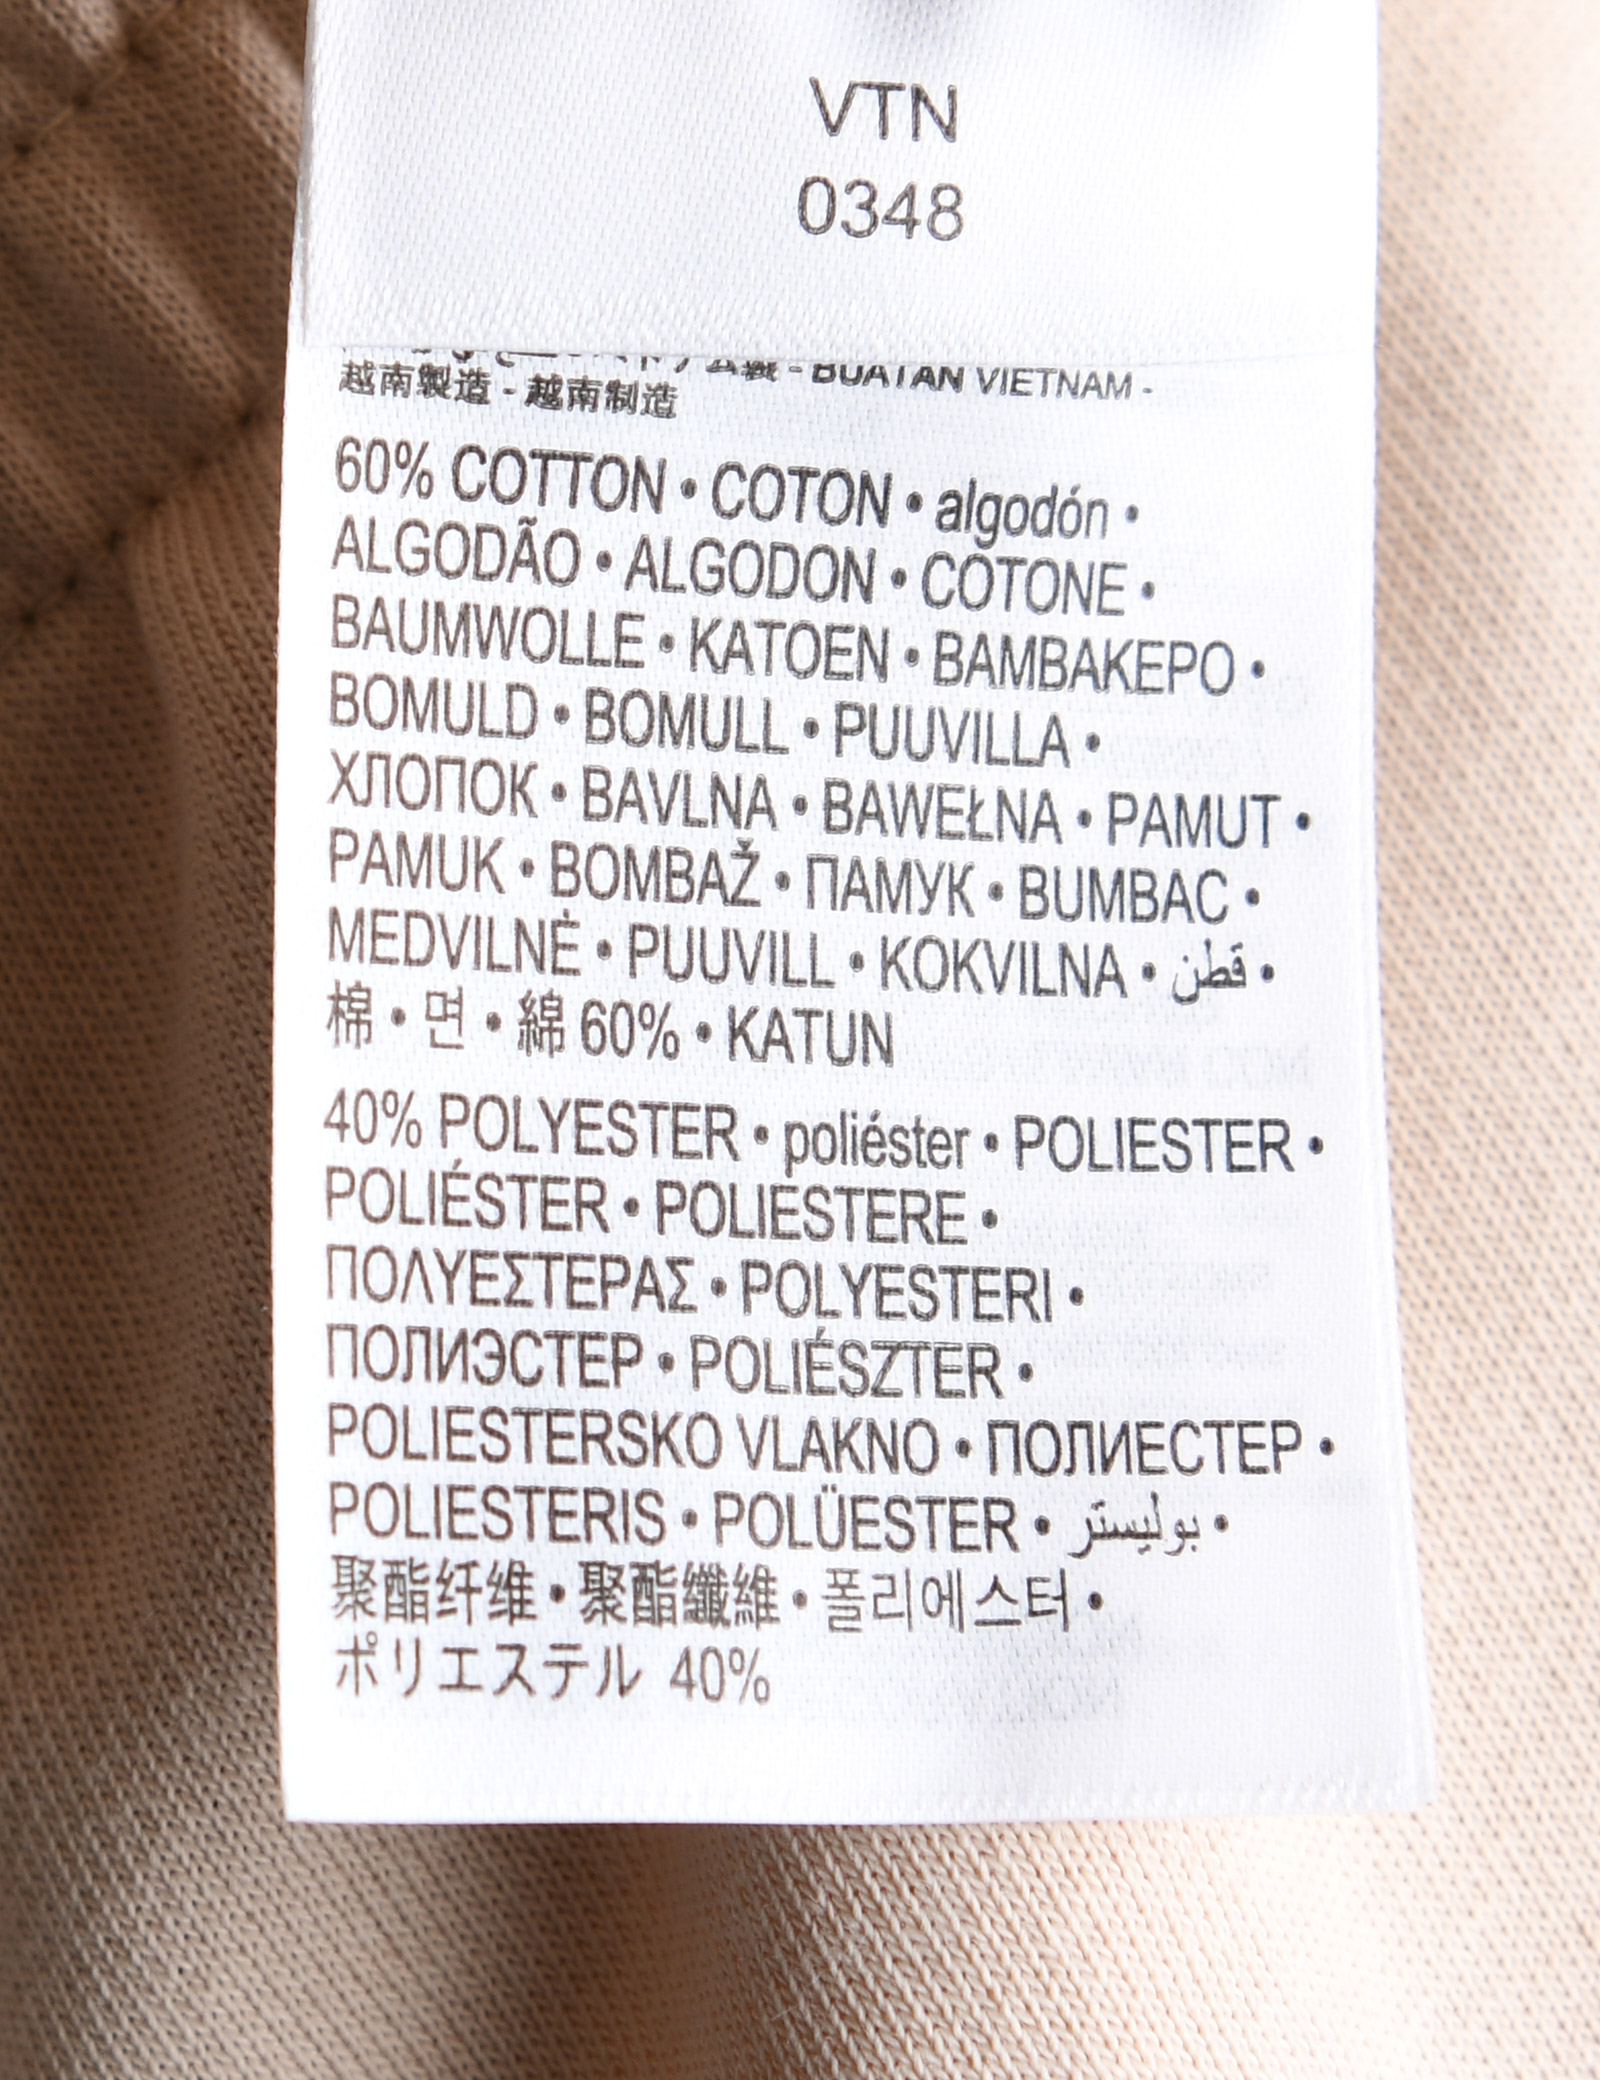 VTN
0348
- BUATAN VIETNAM -
越南製造 - 越南制造
60% COTTON • COTON • algodón •
ALGODÃO • ALGODON • COTONE •
BAUMWOLLE • KATOEN • BAMBAKEPO •
BOMULD • BOMULL • PUUVILLA •
ХЛОПОК • BAVLNA • BAWEŁNA • PAMUT •
PAMUK • BOMBAŽ • ПАМУК • BUMBAC •
MEDVILNĖ • PUUVILL • KOKVILNA • قطن •
棉 • 면 • 綿 60% • KATUN
40% POLYESTER • poliéster • POLIESTER •
POLIÉSTER • POLIESTERE •
ΠΟΛΥΕΣΤΕΡΑΣ • POLYESTERI •
ПОЛИЭСТЕР • POLIÉSZTER •
POLIESTERSKO VLAKNO • ПОЛИЕСТЕР •
POLIESTERIS • POLÜESTER • بوليستر •
聚酯纤维 • 聚酯纖維 • 폴리에스터 •
ポリエステル 40%